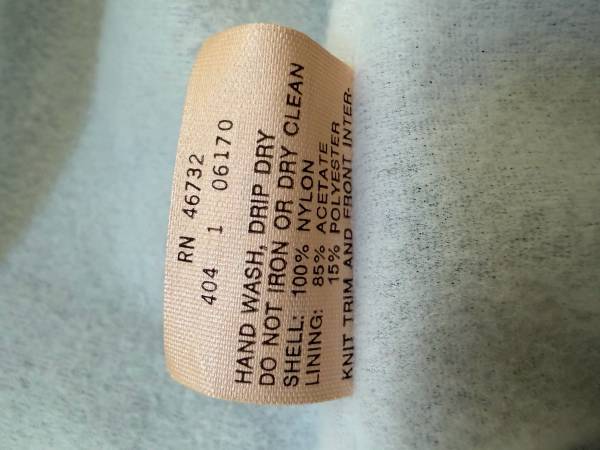 RN 46732
404 1 06170
HAND WASH, DRIP DRY
DO NOT IRON OR DRY CLEAN
SHELL: 100% NYLON
LINING: 85% ACETATE
15% POLYESTER
KNIT TRIM AND FRONT INTER-